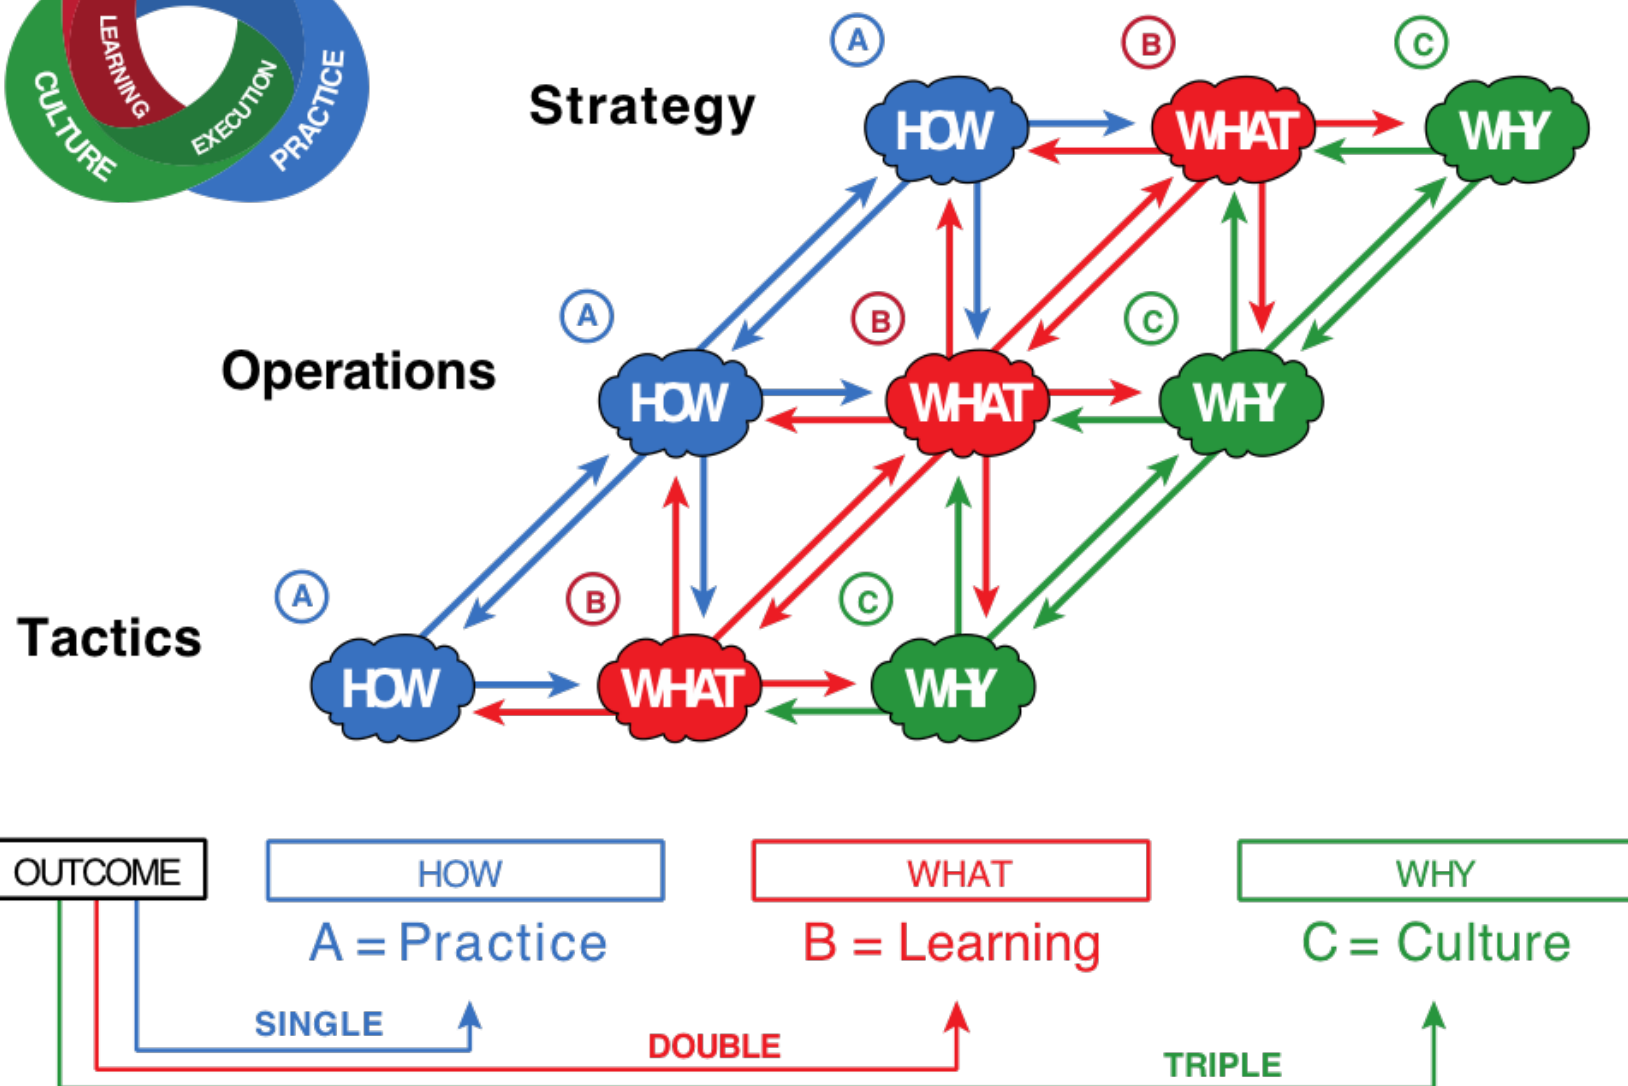 LEARNING
CULTURE
EXECUTION
PRACTICE
A B C
Strategy HOW WHAT WHY
A B C
Operations HOW WHAT WHY
A B C
Tactics HOW WHAT WHY
OUTCOME HOW WHAT WHY
A = Practice B = Learning C = Culture
SINGLE
DOUBLE
TRIPLE